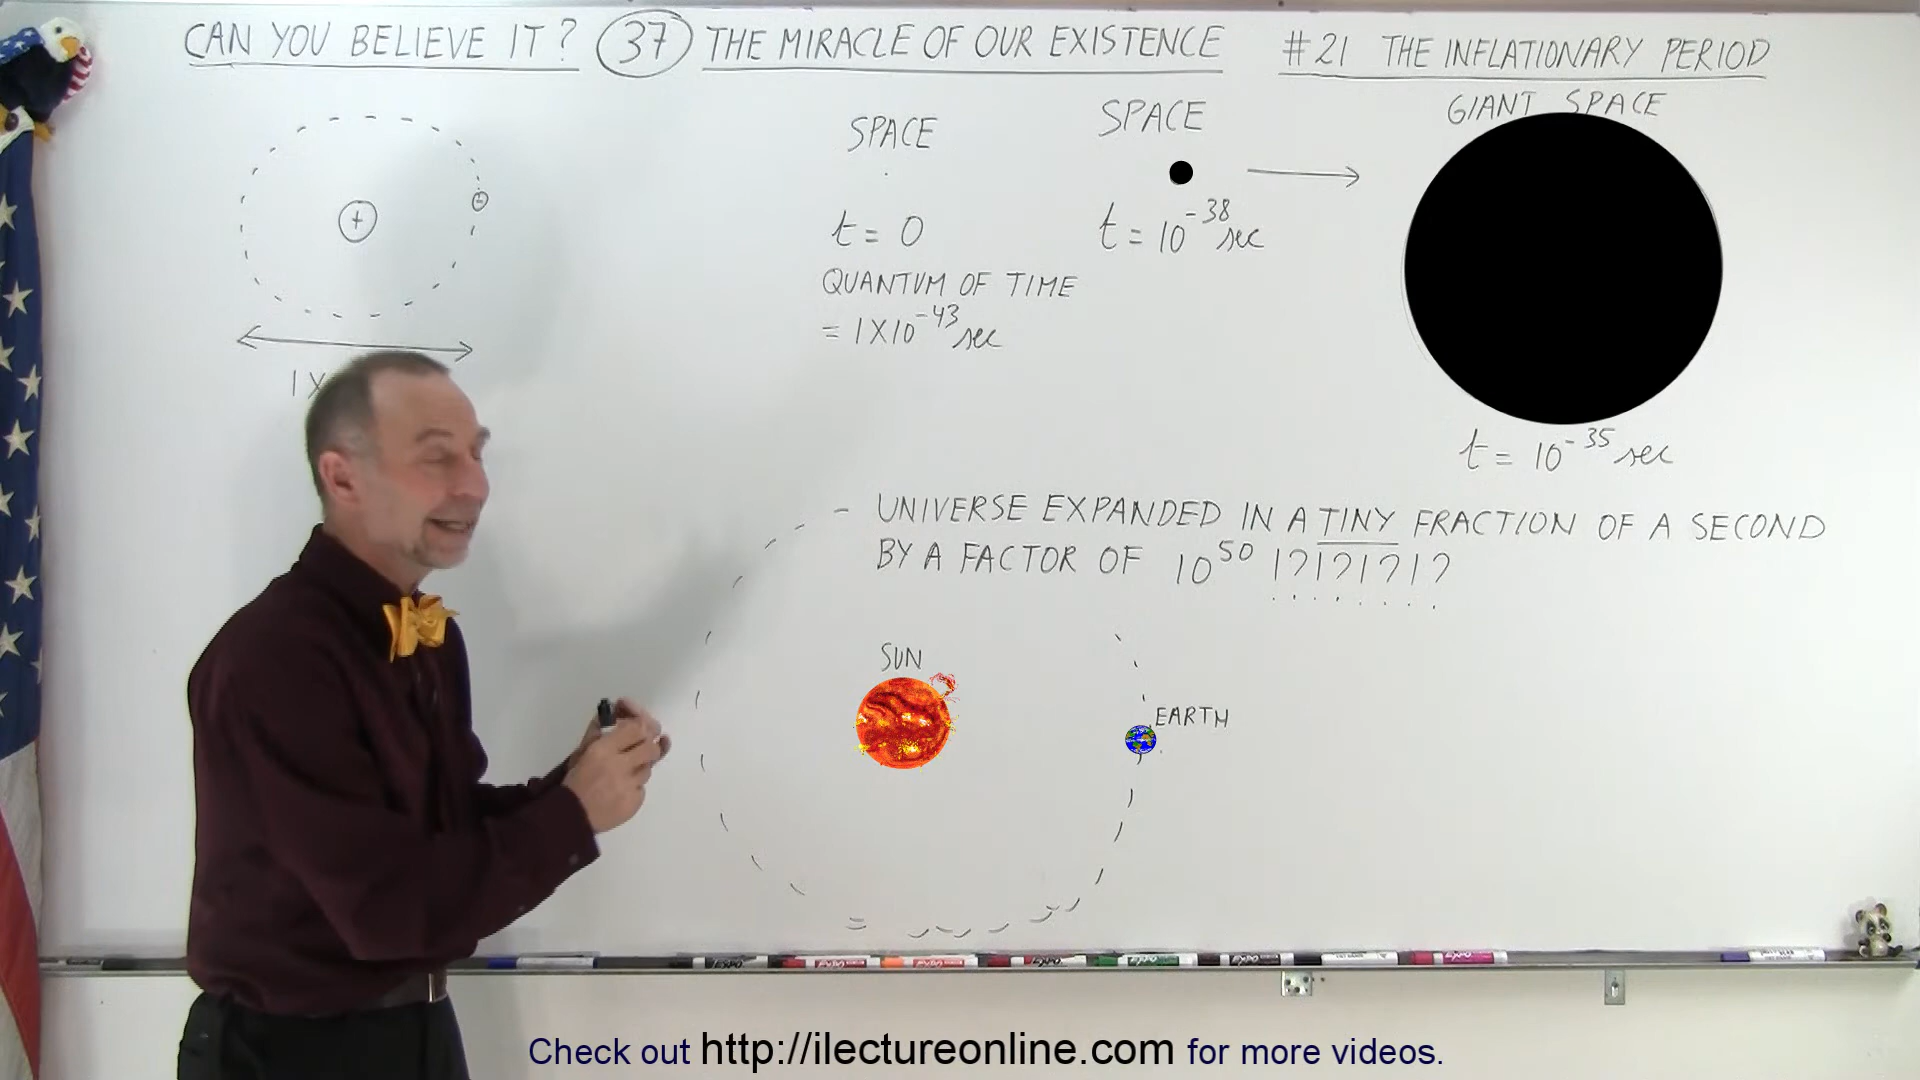 CAN YOU BELIEVE IT? 37 THE MIRACLE OF OUR EXISTENCE #21 THE INFLATIONARY PERIOD
SPACE
t = 0
QUANTUM OF TIME
= 1X10⁻⁴³ sec
SPACE
t = 10⁻³⁸ sec
GIANT SPACE
t = 10⁻³⁵ sec
+
-
1X
UNIVERSE EXPANDED IN A TINY FRACTION OF A SECOND
BY A FACTOR OF 10⁵⁰ !?!?!?!?
SUN
EARTH
Check out http://ilectureonline.com for more videos.